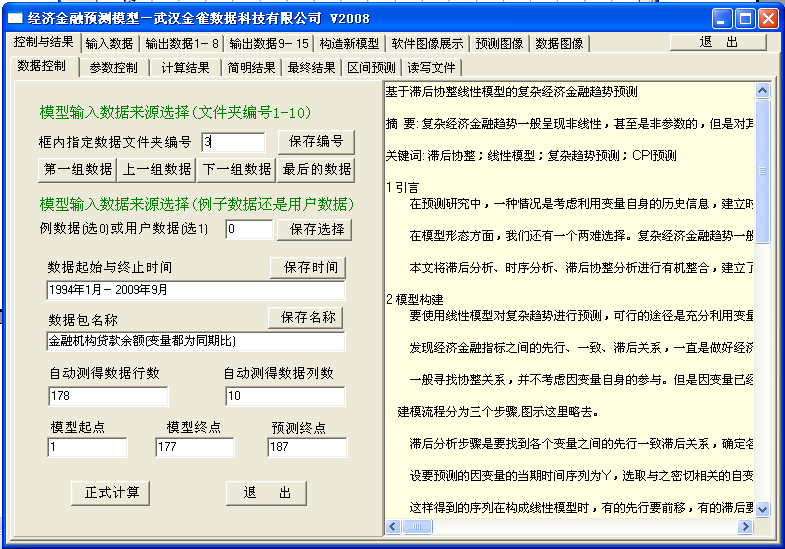 经济金融预测模型－武汉金雀数据科技有限公司 V2008
控制与结果 输入数据 输出数据1－8 输出数据9－15 构造新模型 软件图像展示 预测图像 数据图像 退 出
数据控制 参数控制 计算结果 简明结果 最终结果 区间预测 读写文件
模型输入数据来源选择(文件夹编号1-10)
框内指定数据文件夹编号 3 保存编号
第一组数据 上一组数据 下一组数据 最后的数据
模型输入数据来源选择(例子数据还是用户数据)
例数据(选0)或用户数据(选1) 0 保存选择
数据起始与终止时间 保存时间
1994年1月－2009年9月
数据包名称 保存名称
金融机构贷款余额(变量都为同期比)
自动测得数据行数 自动测得数据列数
178 10
模型起点 模型终点 预测终点
1 177 187
正式计算 退 出
基于滞后协整线性模型的复杂经济金融趋势预测
摘 要: 复杂经济金融趋势一般呈现非线性，甚至是非参数的，但是对其
关键词: 滞后协整；线性模型；复杂趋势预测；CPI预测
1 引言
在预测研究中，一种情况是考虑利用变量自身的历史信息，建立时
在模型形态方面，我们还有一个两难选择。复杂经济金融趋势一般
本文将滞后分析、时序分析、滞后协整分析进行有机整合，建立了
2 模型构建
要使用线性模型对复杂趋势进行预测，可行的途径是充分利用变量
发现经济金融指标之间的先行、一致、滞后关系，一直是做好经济
一般寻找协整关系，并不考虑因变量自身的参与。但是因变量已经
建模流程分为三个步骤,图示这里略去。
滞后分析步骤是要找到各个变量之间的先行一致滞后关系，确定各
设要预测的因变量的当期时间序列为Y，选取与之密切相关的自变
这样得到的序列在构成线性模型时，有的先行要前移，有的滞后要